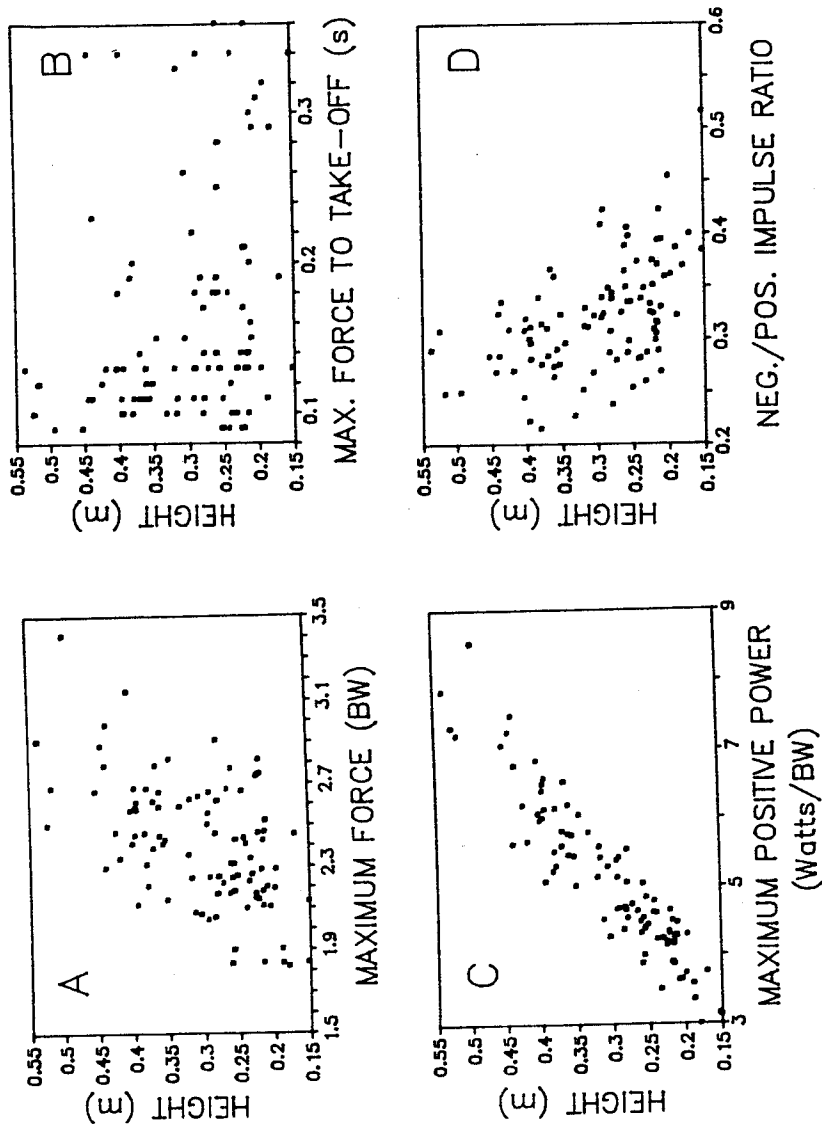 A
HEIGHT (m)
0.55
0.5
0.45
0.4
0.35
0.3
0.25
0.2
0.15
1.5 1.9 2.3 2.7 3.1 3.5
MAXIMUM FORCE (BW)
B
HEIGHT (m)
0.55
0.5
0.45
0.4
0.35
0.3
0.25
0.2
0.15
0.1 0.2 0.3
MAX. FORCE TO TAKE-OFF (s)
C
HEIGHT (m)
0.55
0.5
0.45
0.4
0.35
0.3
0.25
0.2
0.15
3 5 7 9
MAXIMUM POSITIVE POWER
(Watts/BW)
D
HEIGHT (m)
0.55
0.5
0.45
0.4
0.35
0.3
0.25
0.2
0.15
0.2 0.3 0.4 0.5 0.6
NEG./POS. IMPULSE RATIO